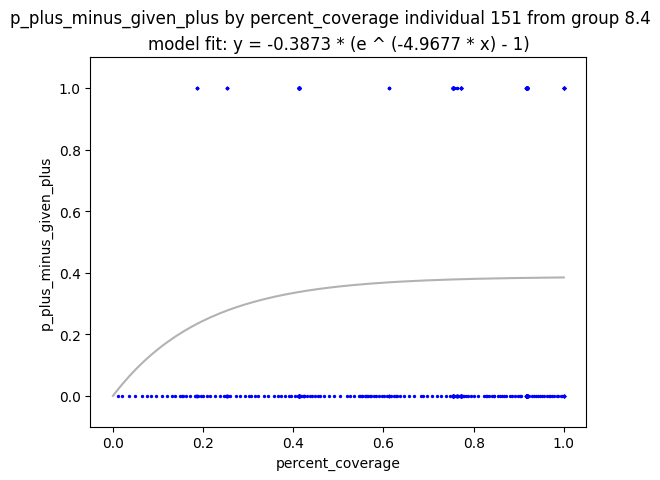 p_plus_minus_given_plus by percent_coverage individual 151 from group 8.4
model fit: y = -0.3873 * (e ^ (-4.9677 * x) - 1)
1.0
0.8
0.6
0.4
0.2
0.0
p_plus_minus_given_plus
0.0 0.2 0.4 0.6 0.8 1.0
percent_coverage